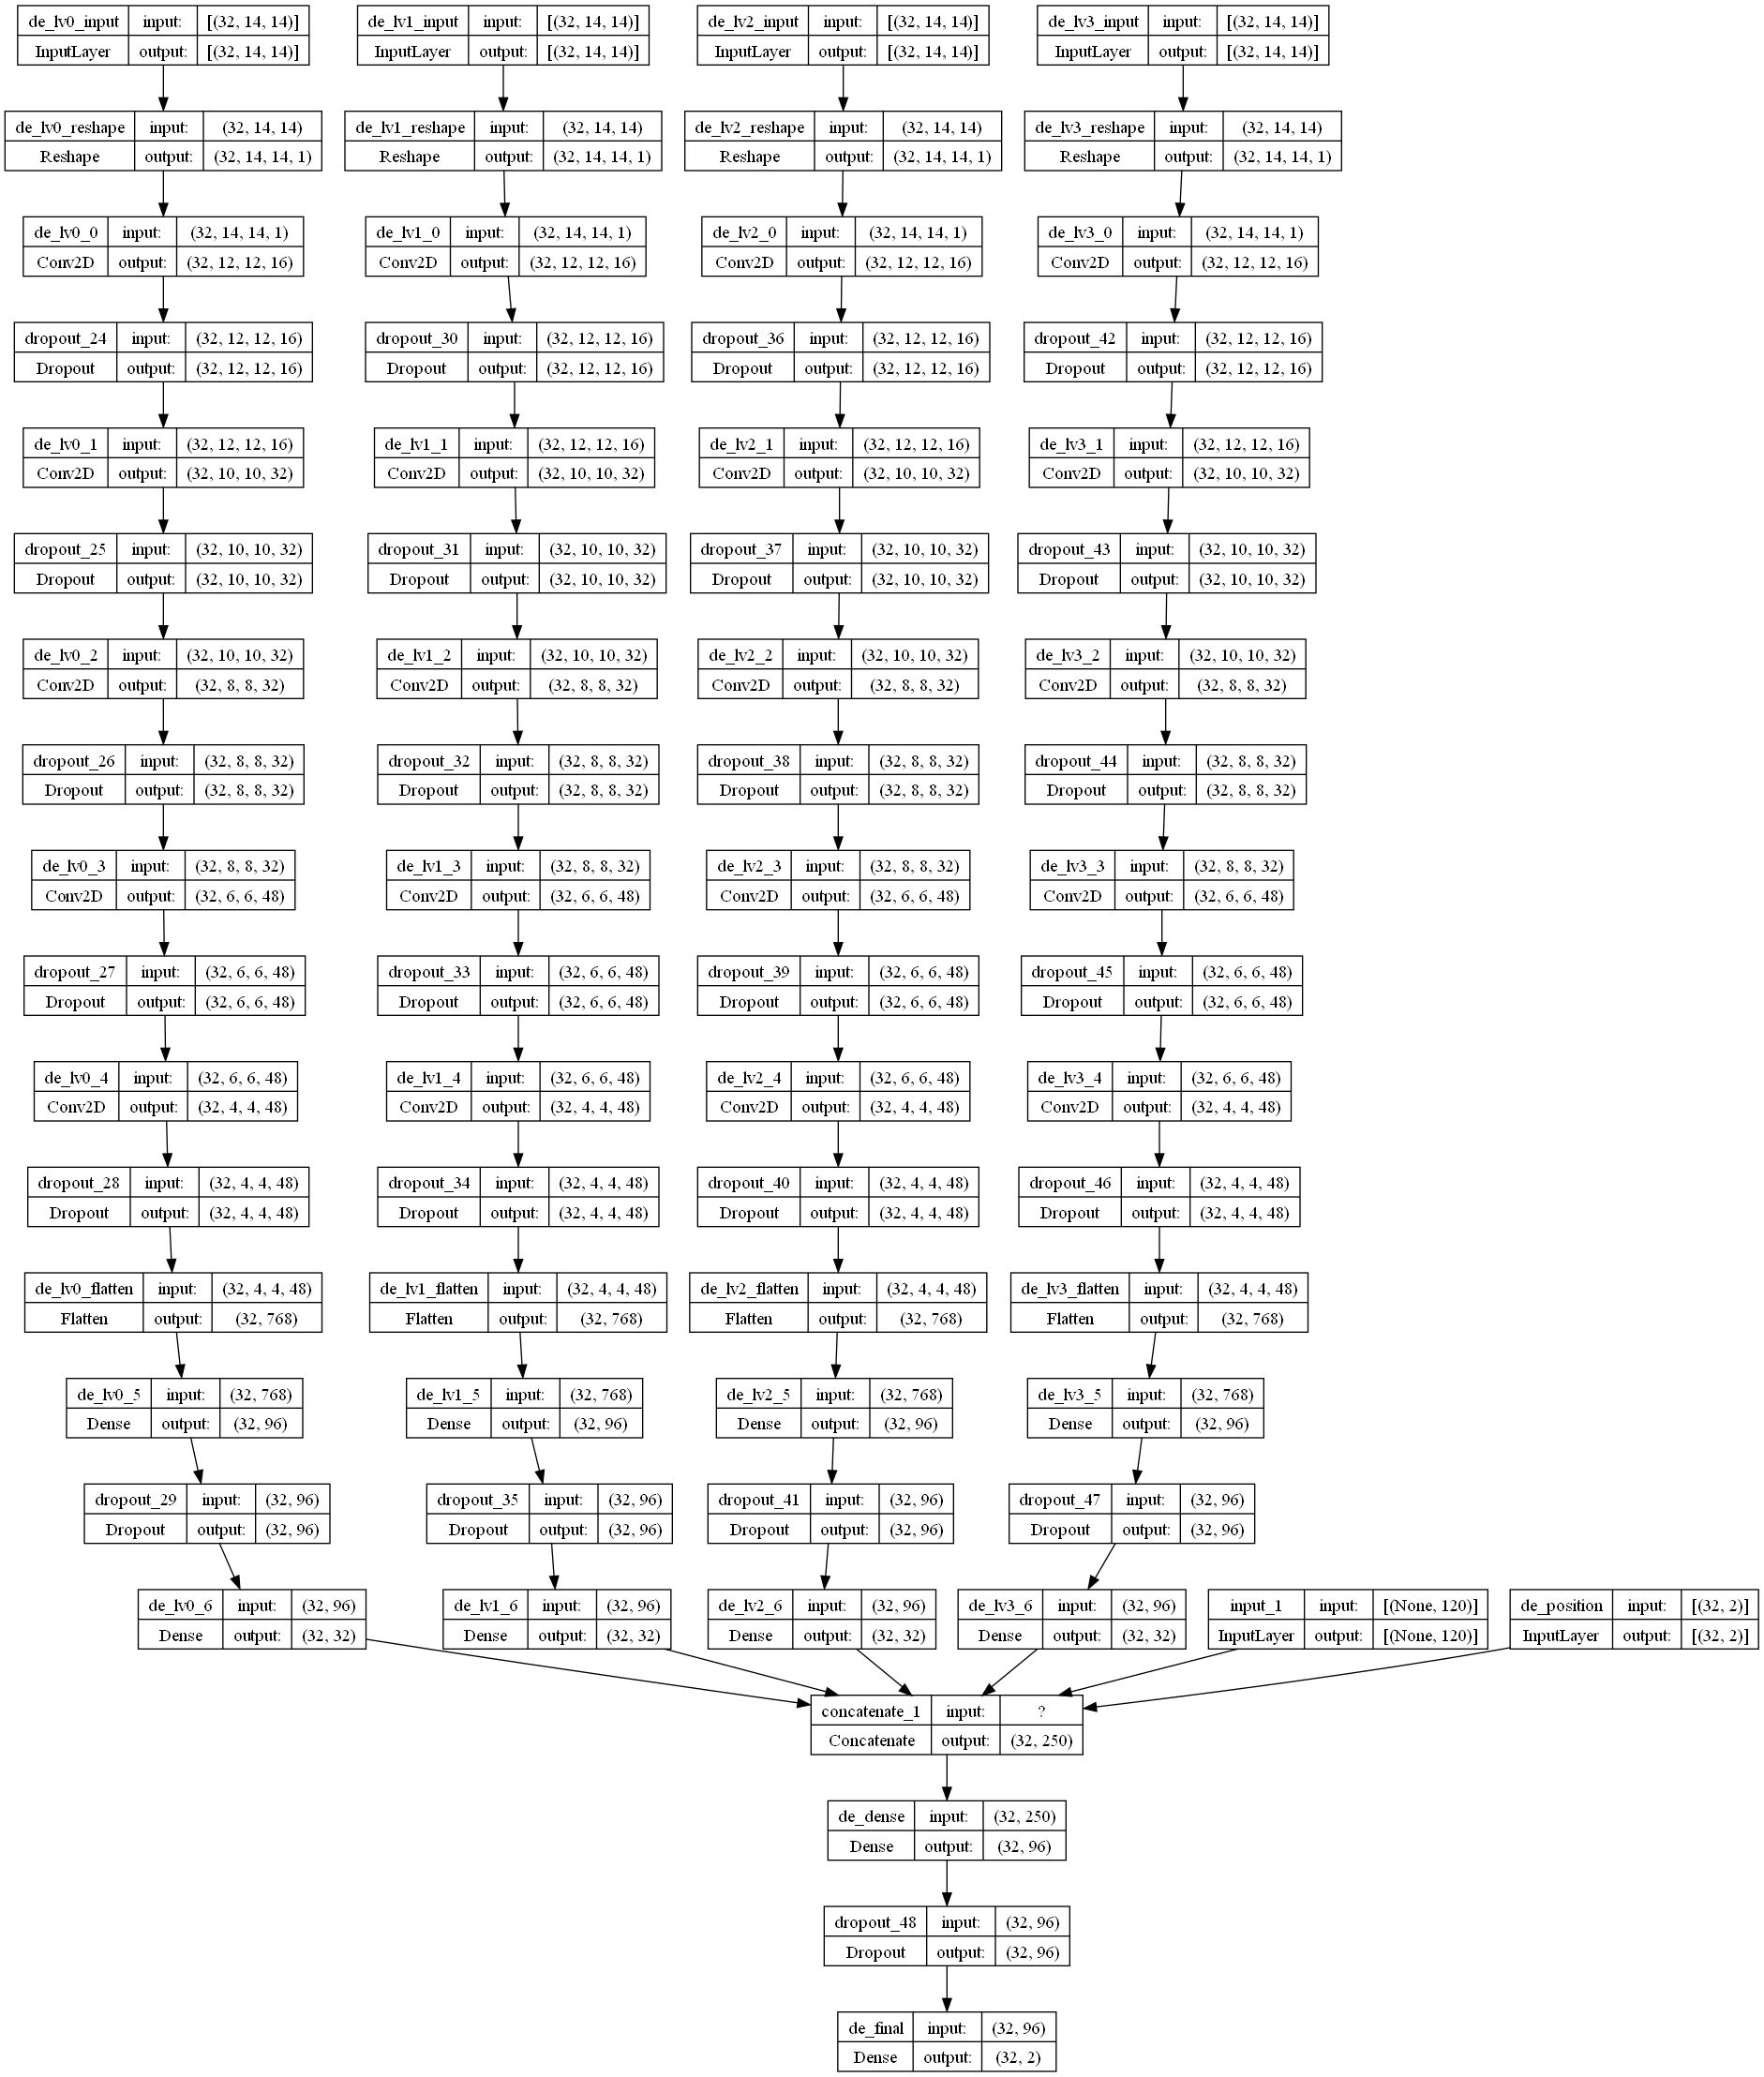 de_lv0_input input: [(32, 14, 14)] de_lv1_input input: [(32, 14, 14)] de_lv2_input input: [(32, 14, 14)] de_lv3_input input: [(32, 14, 14)]
InputLayer output: [(32, 14, 14)] InputLayer output: [(32, 14, 14)] InputLayer output: [(32, 14, 14)] InputLayer output: [(32, 14, 14)]
de_lv0_reshape input: (32, 14, 14) de_lv1_reshape input: (32, 14, 14) de_lv2_reshape input: (32, 14, 14) de_lv3_reshape input: (32, 14, 14)
Reshape output: (32, 14, 14, 1) Reshape output: (32, 14, 14, 1) Reshape output: (32, 14, 14, 1) Reshape output: (32, 14, 14, 1)
de_lv0_0 input: (32, 14, 14, 1) de_lv1_0 input: (32, 14, 14, 1) de_lv2_0 input: (32, 14, 14, 1) de_lv3_0 input: (32, 14, 14, 1)
Conv2D output: (32, 12, 12, 16) Conv2D output: (32, 12, 12, 16) Conv2D output: (32, 12, 12, 16) Conv2D output: (32, 12, 12, 16)
dropout_24 input: (32, 12, 12, 16) dropout_30 input: (32, 12, 12, 16) dropout_36 input: (32, 12, 12, 16) dropout_42 input: (32, 12, 12, 16)
Dropout output: (32, 12, 12, 16) Dropout output: (32, 12, 12, 16) Dropout output: (32, 12, 12, 16) Dropout output: (32, 12, 12, 16)
de_lv0_1 input: (32, 12, 12, 16) de_lv1_1 input: (32, 12, 12, 16) de_lv2_1 input: (32, 12, 12, 16) de_lv3_1 input: (32, 12, 12, 16)
Conv2D output: (32, 10, 10, 32) Conv2D output: (32, 10, 10, 32) Conv2D output: (32, 10, 10, 32) Conv2D output: (32, 10, 10, 32)
dropout_25 input: (32, 10, 10, 32) dropout_31 input: (32, 10, 10, 32) dropout_37 input: (32, 10, 10, 32) dropout_43 input: (32, 10, 10, 32)
Dropout output: (32, 10, 10, 32) Dropout output: (32, 10, 10, 32) Dropout output: (32, 10, 10, 32) Dropout output: (32, 10, 10, 32)
de_lv0_2 input: (32, 10, 10, 32) de_lv1_2 input: (32, 10, 10, 32) de_lv2_2 input: (32, 10, 10, 32) de_lv3_2 input: (32, 10, 10, 32)
Conv2D output: (32, 8, 8, 32) Conv2D output: (32, 8, 8, 32) Conv2D output: (32, 8, 8, 32) Conv2D output: (32, 8, 8, 32)
dropout_26 input: (32, 8, 8, 32) dropout_32 input: (32, 8, 8, 32) dropout_38 input: (32, 8, 8, 32) dropout_44 input: (32, 8, 8, 32)
Dropout output: (32, 8, 8, 32) Dropout output: (32, 8, 8, 32) Dropout output: (32, 8, 8, 32) Dropout output: (32, 8, 8, 32)
de_lv0_3 input: (32, 8, 8, 32) de_lv1_3 input: (32, 8, 8, 32) de_lv2_3 input: (32, 8, 8, 32) de_lv3_3 input: (32, 8, 8, 32)
Conv2D output: (32, 6, 6, 48) Conv2D output: (32, 6, 6, 48) Conv2D output: (32, 6, 6, 48) Conv2D output: (32, 6, 6, 48)
dropout_27 input: (32, 6, 6, 48) dropout_33 input: (32, 6, 6, 48) dropout_39 input: (32, 6, 6, 48) dropout_45 input: (32, 6, 6, 48)
Dropout output: (32, 6, 6, 48) Dropout output: (32, 6, 6, 48) Dropout output: (32, 6, 6, 48) Dropout output: (32, 6, 6, 48)
de_lv0_4 input: (32, 6, 6, 48) de_lv1_4 input: (32, 6, 6, 48) de_lv2_4 input: (32, 6, 6, 48) de_lv3_4 input: (32, 6, 6, 48)
Conv2D output: (32, 4, 4, 48) Conv2D output: (32, 4, 4, 48) Conv2D output: (32, 4, 4, 48) Conv2D output: (32, 4, 4, 48)
dropout_28 input: (32, 4, 4, 48) dropout_34 input: (32, 4, 4, 48) dropout_40 input: (32, 4, 4, 48) dropout_46 input: (32, 4, 4, 48)
Dropout output: (32, 4, 4, 48) Dropout output: (32, 4, 4, 48) Dropout output: (32, 4, 4, 48) Dropout output: (32, 4, 4, 48)
de_lv0_flatten input: (32, 4, 4, 48) de_lv1_flatten input: (32, 4, 4, 48) de_lv2_flatten input: (32, 4, 4, 48) de_lv3_flatten input: (32, 4, 4, 48)
Flatten output: (32, 768) Flatten output: (32, 768) Flatten output: (32, 768) Flatten output: (32, 768)
de_lv0_5 input: (32, 768) de_lv1_5 input: (32, 768) de_lv2_5 input: (32, 768) de_lv3_5 input: (32, 768)
Dense output: (32, 96) Dense output: (32, 96) Dense output: (32, 96) Dense output: (32, 96)
dropout_29 input: (32, 96) dropout_35 input: (32, 96) dropout_41 input: (32, 96) dropout_47 input: (32, 96)
Dropout output: (32, 96) Dropout output: (32, 96) Dropout output: (32, 96) Dropout output: (32, 96)
de_lv0_6 input: (32, 96) de_lv1_6 input: (32, 96) de_lv2_6 input: (32, 96) de_lv3_6 input: (32, 96) input_1 input: [(None, 120)] de_position input: [(32, 2)]
Dense output: (32, 32) Dense output: (32, 32) Dense output: (32, 32) Dense output: (32, 32) InputLayer output: [(None, 120)] InputLayer output: [(32, 2)]
concatenate_1 input: ?
Concatenate output: (32, 250)
de_dense input: (32, 250)
Dense output: (32, 96)
dropout_48 input: (32, 96)
Dropout output: (32, 96)
de_final input: (32, 96)
Dense output: (32, 2)